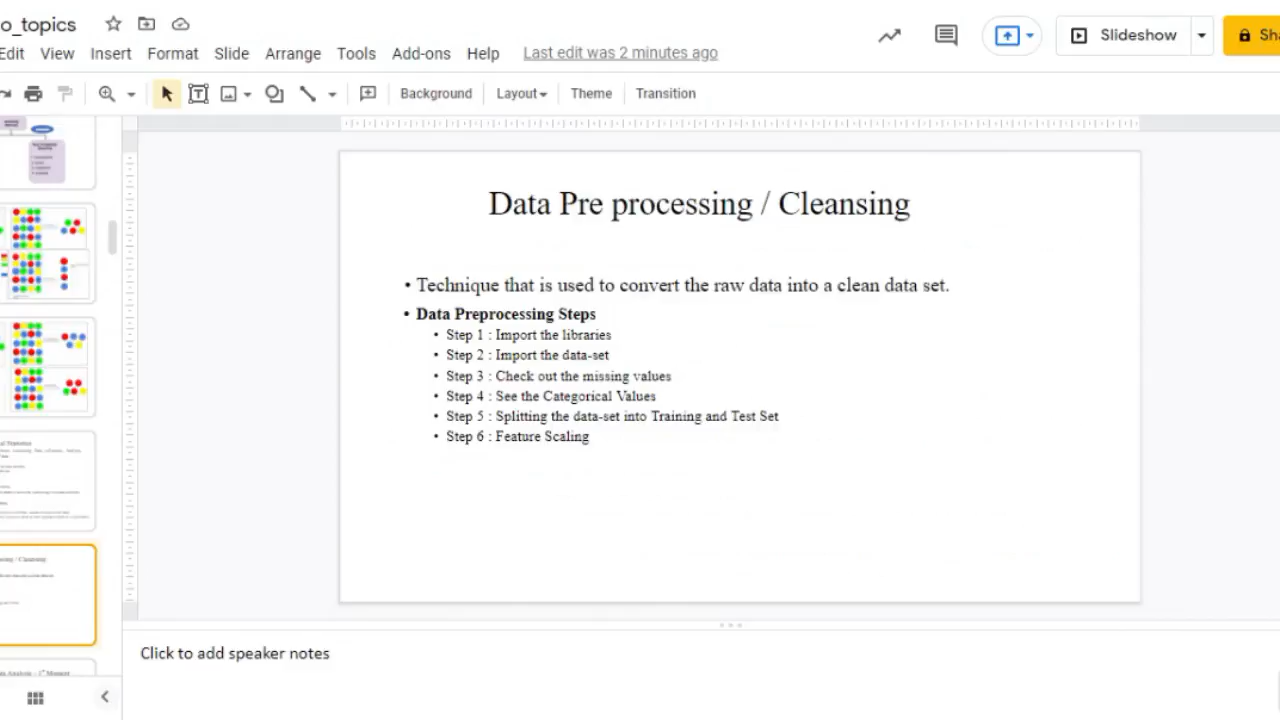 o_topics
Edit View Insert Format Slide Arrange Tools Add-ons Help Last edit was 2 minutes ago
Slideshow
Sha
Background Layout Theme Transition
Data Pre processing / Cleansing
• Technique that is used to convert the raw data into a clean data set.
• Data Preprocessing Steps
• Step 1 : Import the libraries
• Step 2 : Import the data-set
• Step 3 : Check out the missing values
• Step 4 : See the Categorical Values
• Step 5 : Splitting the data-set into Training and Test Set
• Step 6 : Feature Scaling
Click to add speaker notes